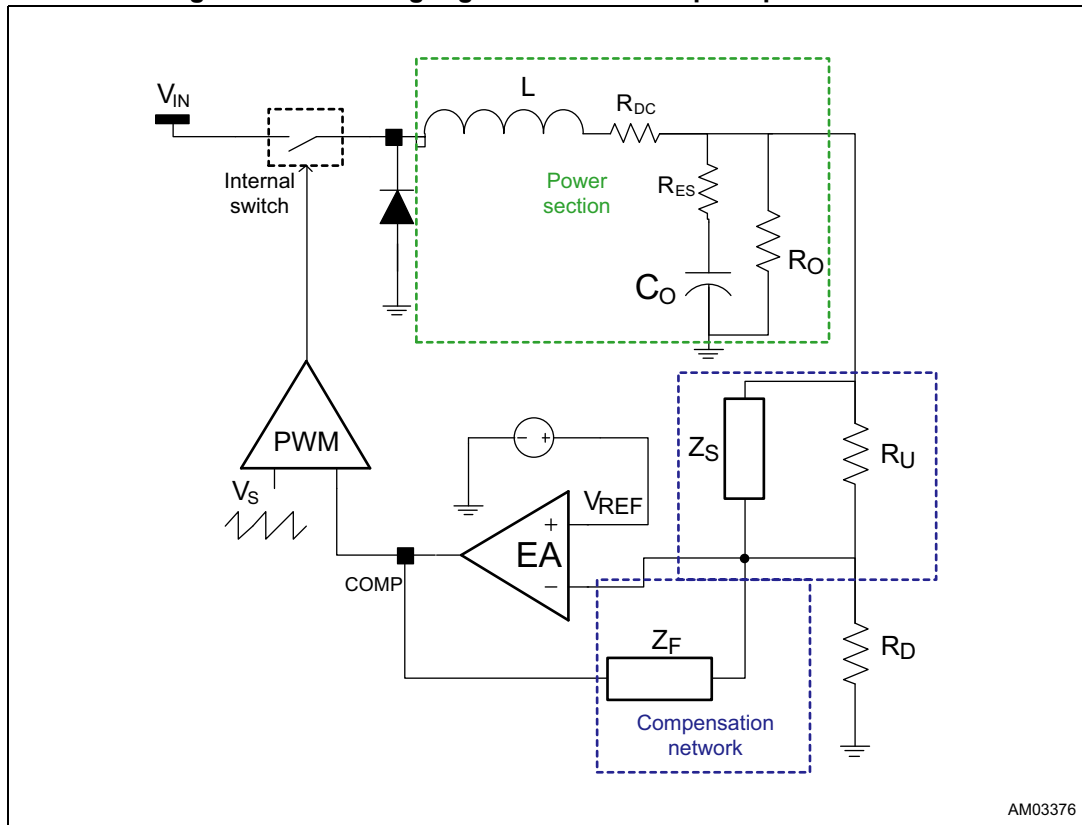 V_IN
Internal
switch
L
R_DC
Power
section
R_ES
C_O
R_O
PWM
V_S
COMP
EA
+
−
- +
V_REF
Z_S
R_U
Z_F
R_D
Compensation
network
AM03376